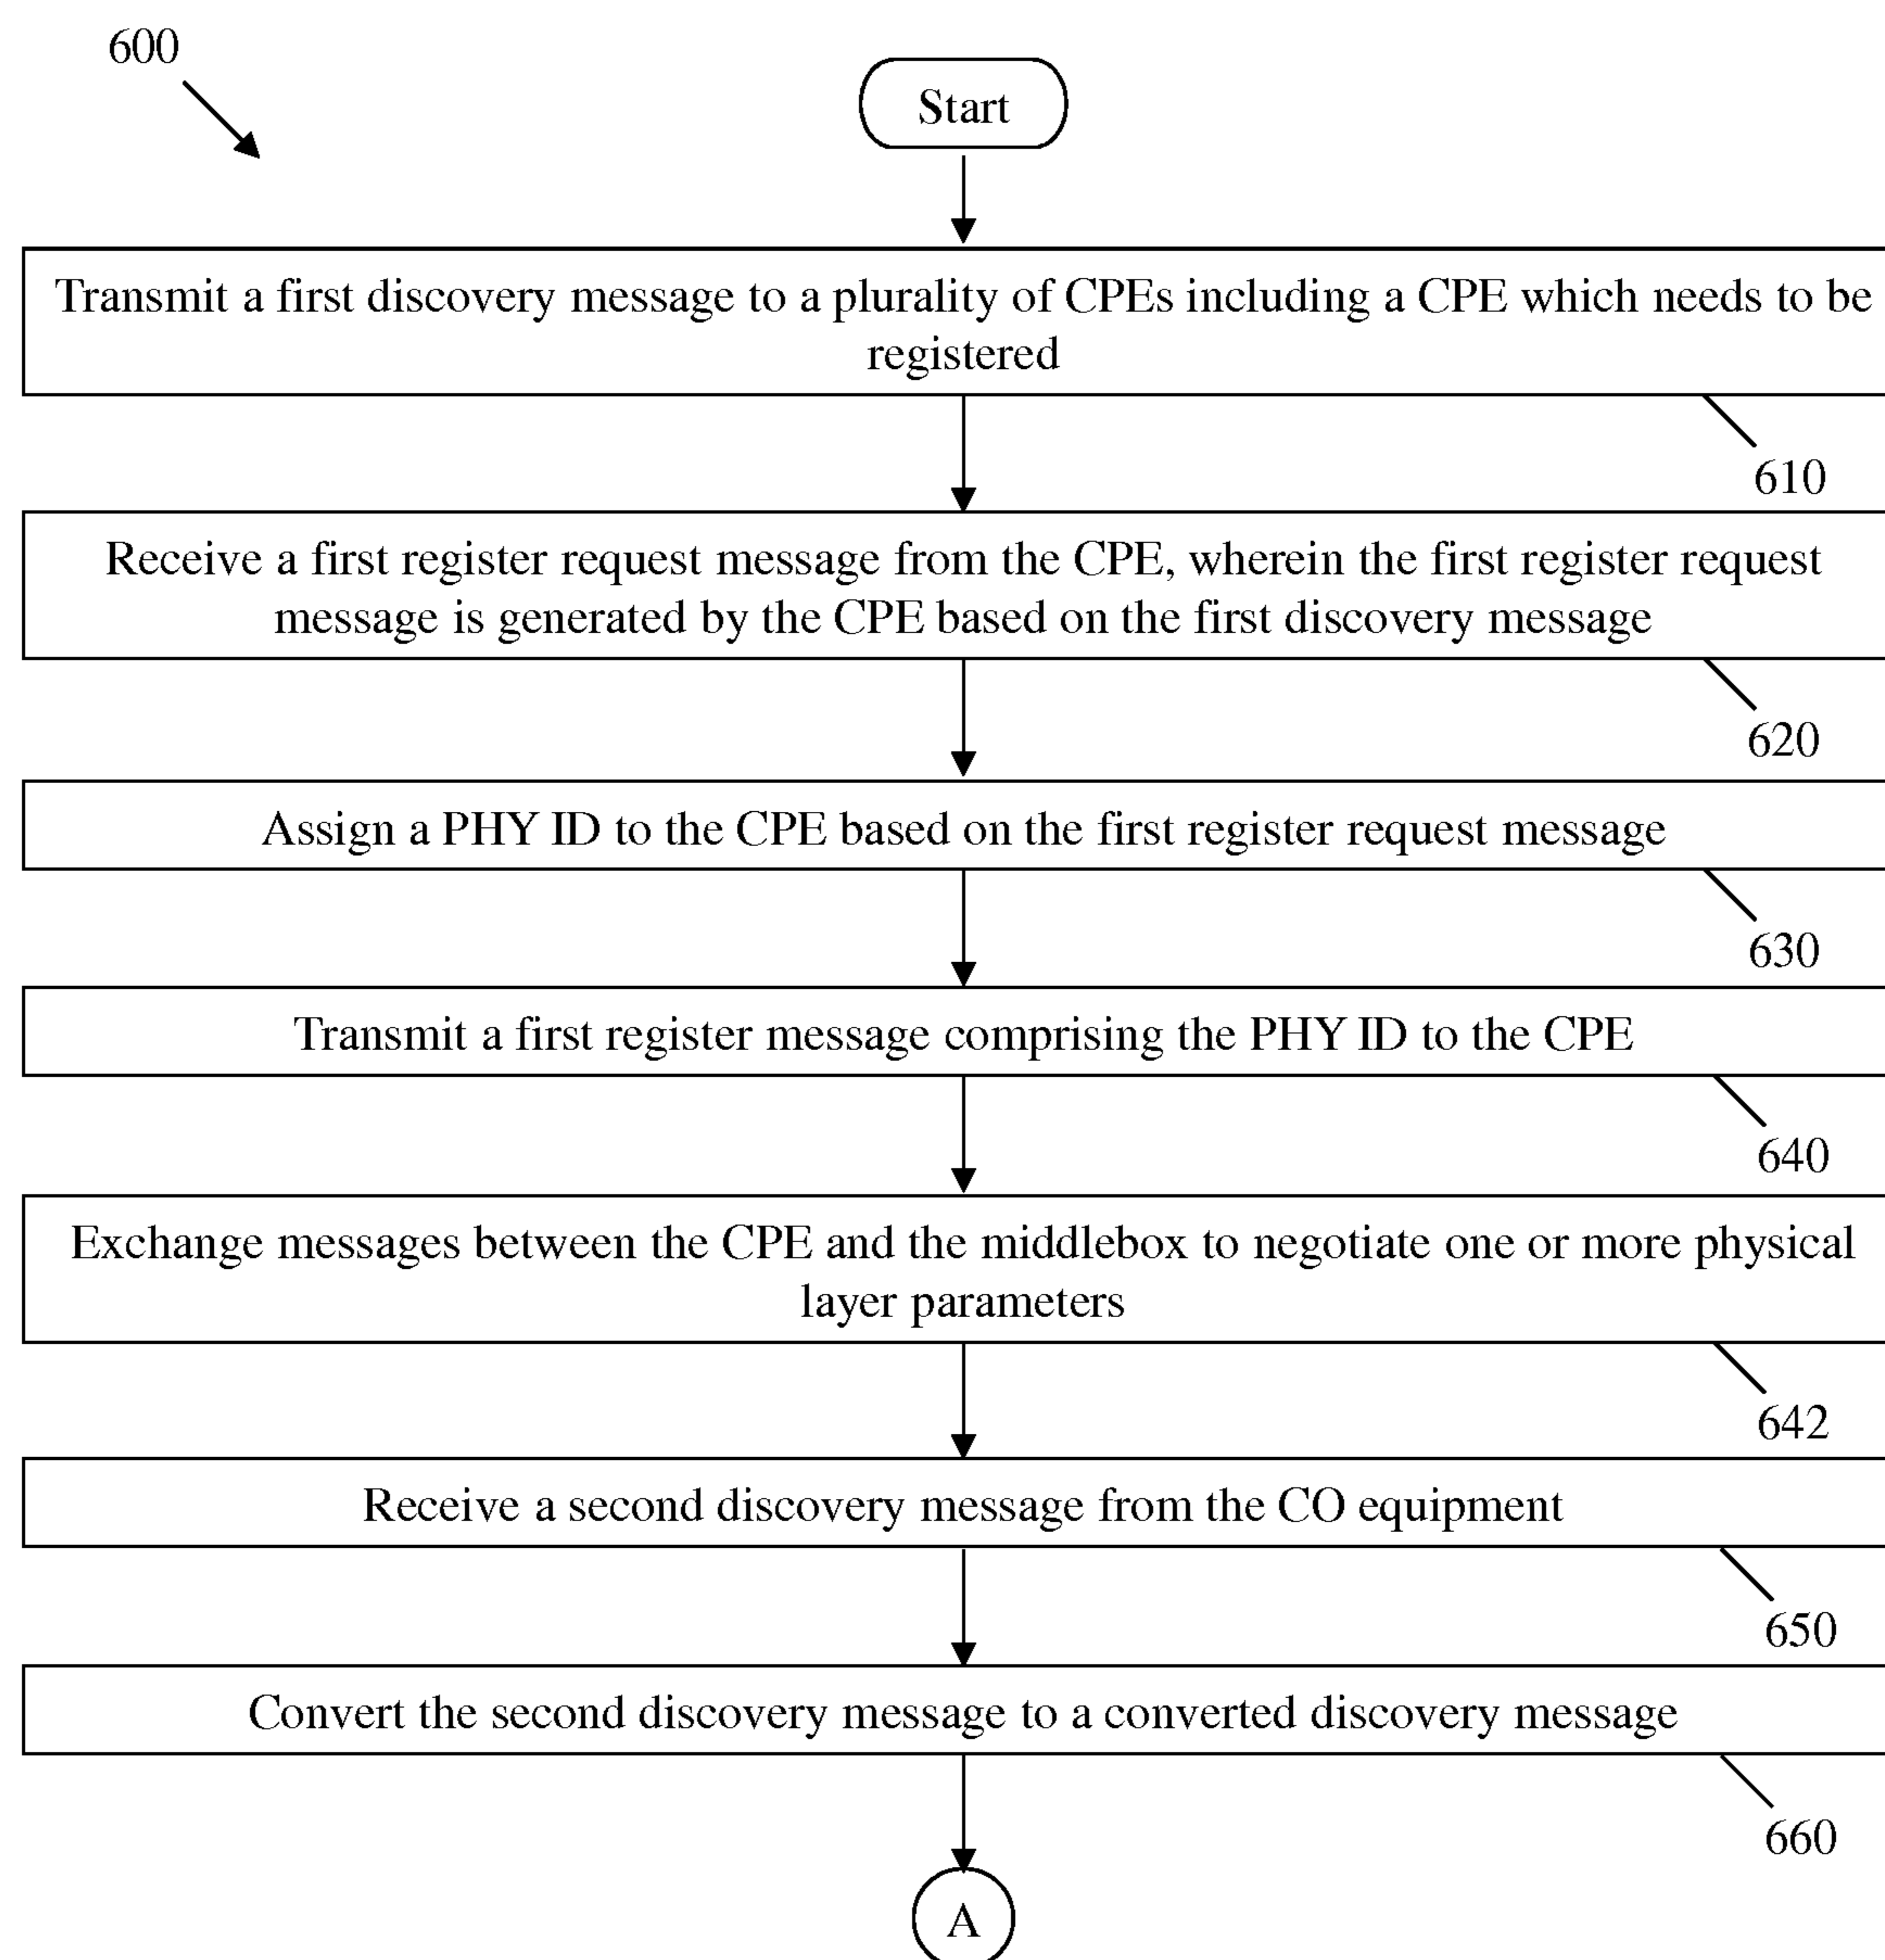 600
Start
Transmit a first discovery message to a plurality of CPEs including a CPE which needs to be
registered
610
Receive a first register request message from the CPE, wherein the first register request
message is generated by the CPE based on the first discovery message
620
Assign a PHY ID to the CPE based on the first register request message
630
Transmit a first register message comprising the PHY ID to the CPE
640
Exchange messages between the CPE and the middlebox to negotiate one or more physical
layer parameters
642
Receive a second discovery message from the CO equipment
650
Convert the second discovery message to a converted discovery message
660
A